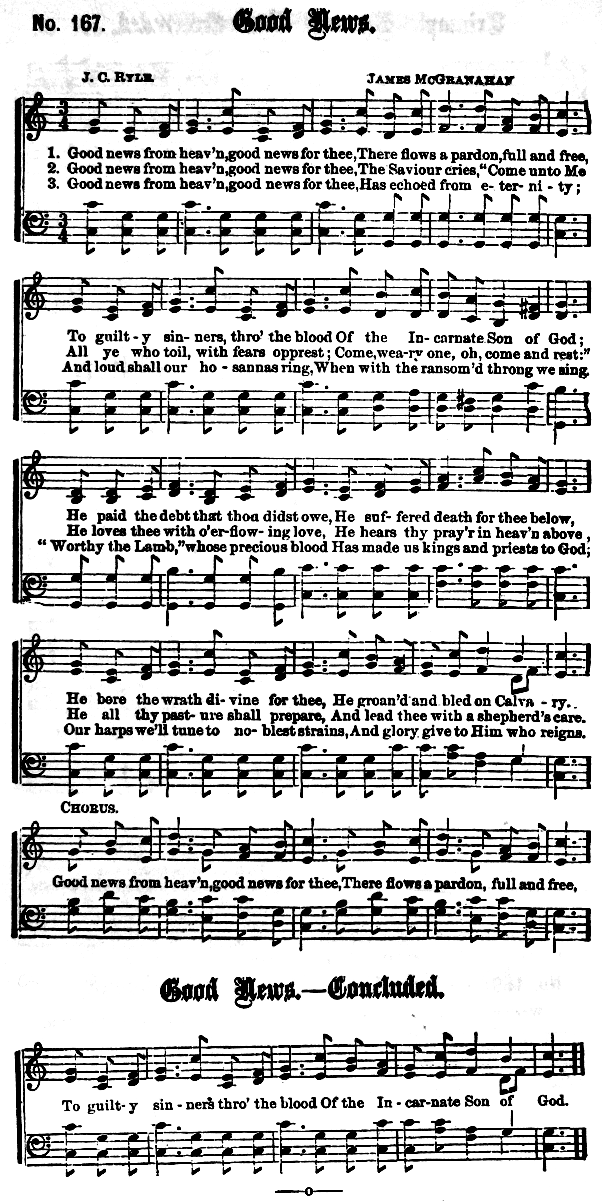 No. 167. Good News.
J. C. RYLE. JAMES MCGRANAHAN
1. Good news from heav'n, good news for thee, There flows a pardon, full and free,
2. Good news from heav'n, good news for thee, The Saviour cries, "Come unto Me
3. Good news from heav'n, good news for thee, Has echoed from e - ter - ni - ty;
To guilt - y sin - ners, thro' the blood Of the In - carnate Son of God;
All ye who toil, with fears opprest; Come, wea-ry one, oh, come and rest:"
And loud shall our ho - sannas ring, When with the ransom'd throng we sing.
He paid the debt that thou didst owe, He suf - fered death for thee below,
He loves thee with o'er-flow - ing love, He hears thy pray'r in heav'n above,
"Worthy the Lamb," whose precious blood Has made us kings and priests to God;
He bore the wrath di - vine for thee, He groan'd and bled on Calva - ry.
He all thy past - ure shall prepare, And lead thee with a shepherd's care.
Our harps we'll tune to no - blest strains, And glory give to Him who reigns.
CHORUS.
Good news from heav'n, good news for thee, There flows a pardon, full and free,
Good News.—Concluded.
To guilt - y sin - ners thro' the blood Of the In - car - nate Son of God.